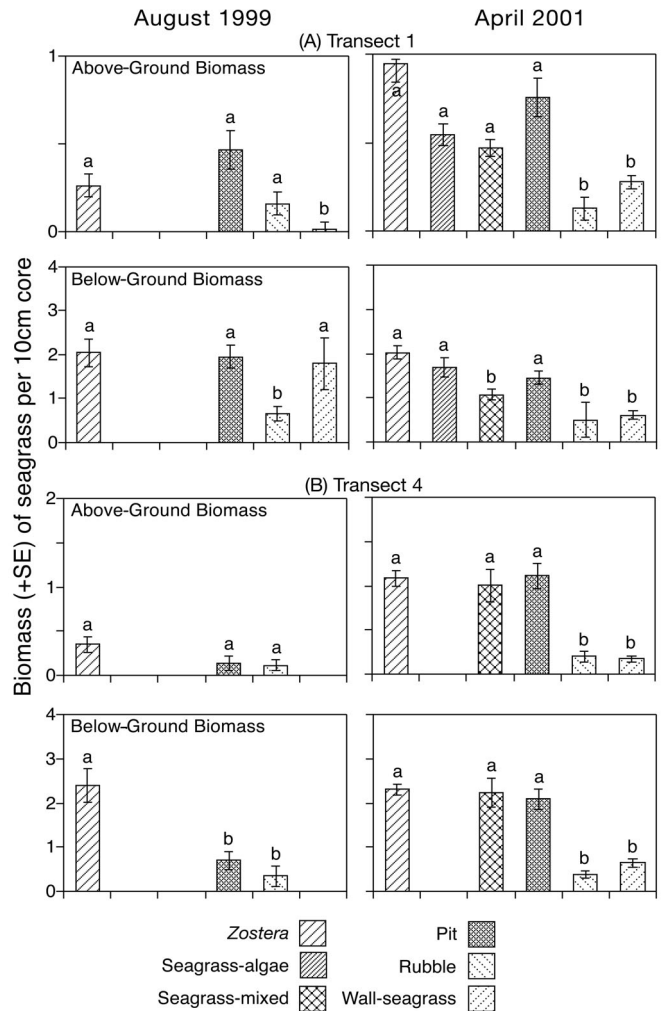 August 1999 April 2001
(A) Transect 1
1
Above-Ground Biomass
a
a
a
b
0
a
a
a
a
b
b
4
Below-Ground Biomass
3
2
1
0
a
a
b
a
a
a
b
a
b
b
(B) Transect 4
2
Above-Ground Biomass
1
0
a
a
a
a
a
a
b
b
4
Below-Ground Biomass
3
2
1
0
a
b
b
a
a
a
b
b
Biomass (+SE) of seagrass per 10cm core
Zostera
Seagrass-algae
Seagrass-mixed
Pit
Rubble
Wall-seagrass